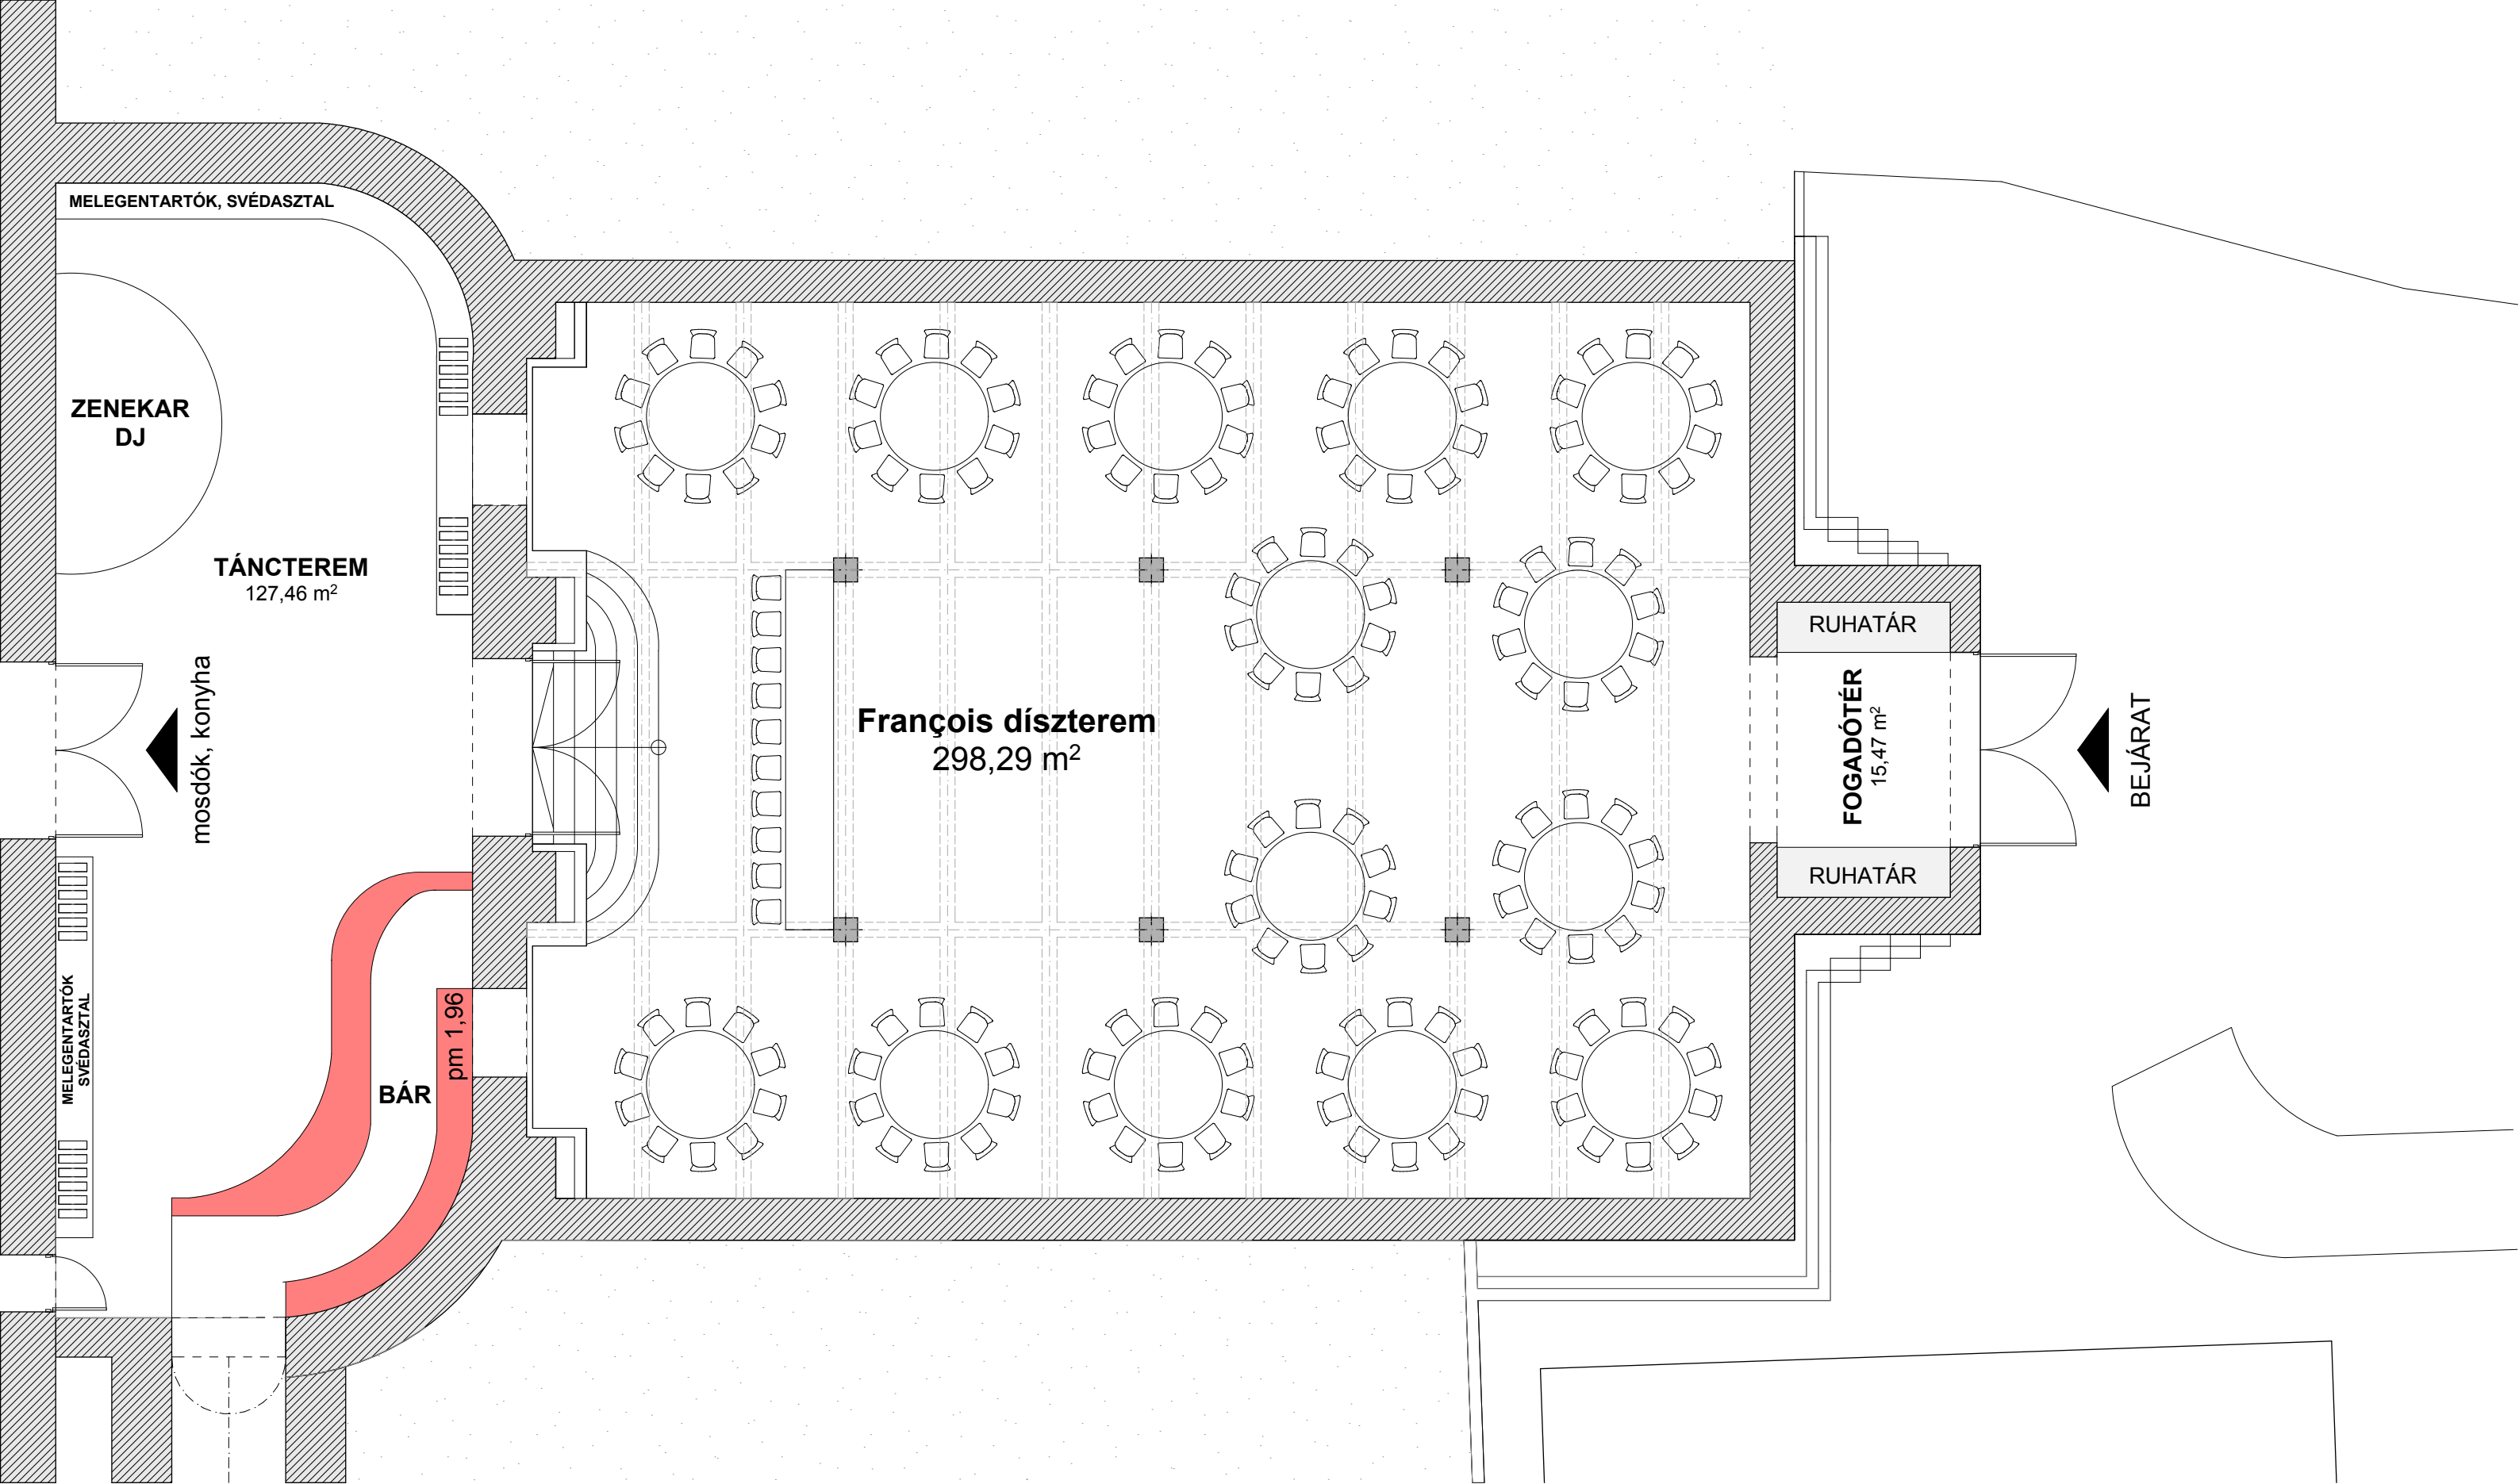 MELEGENTARTÓK, SVÉDASZTAL
ZENEKAR
DJ
TÁNCTEREM
127,46 m²
mosdók, konyha
François díszterem
298,29 m²
RUHATÁR
FOGADÓTÉR
15,47 m²
RUHATÁR
BEJÁRAT
MELEGENTARTÓK
SVÉDASZTAL
BÁR
pm 1,96